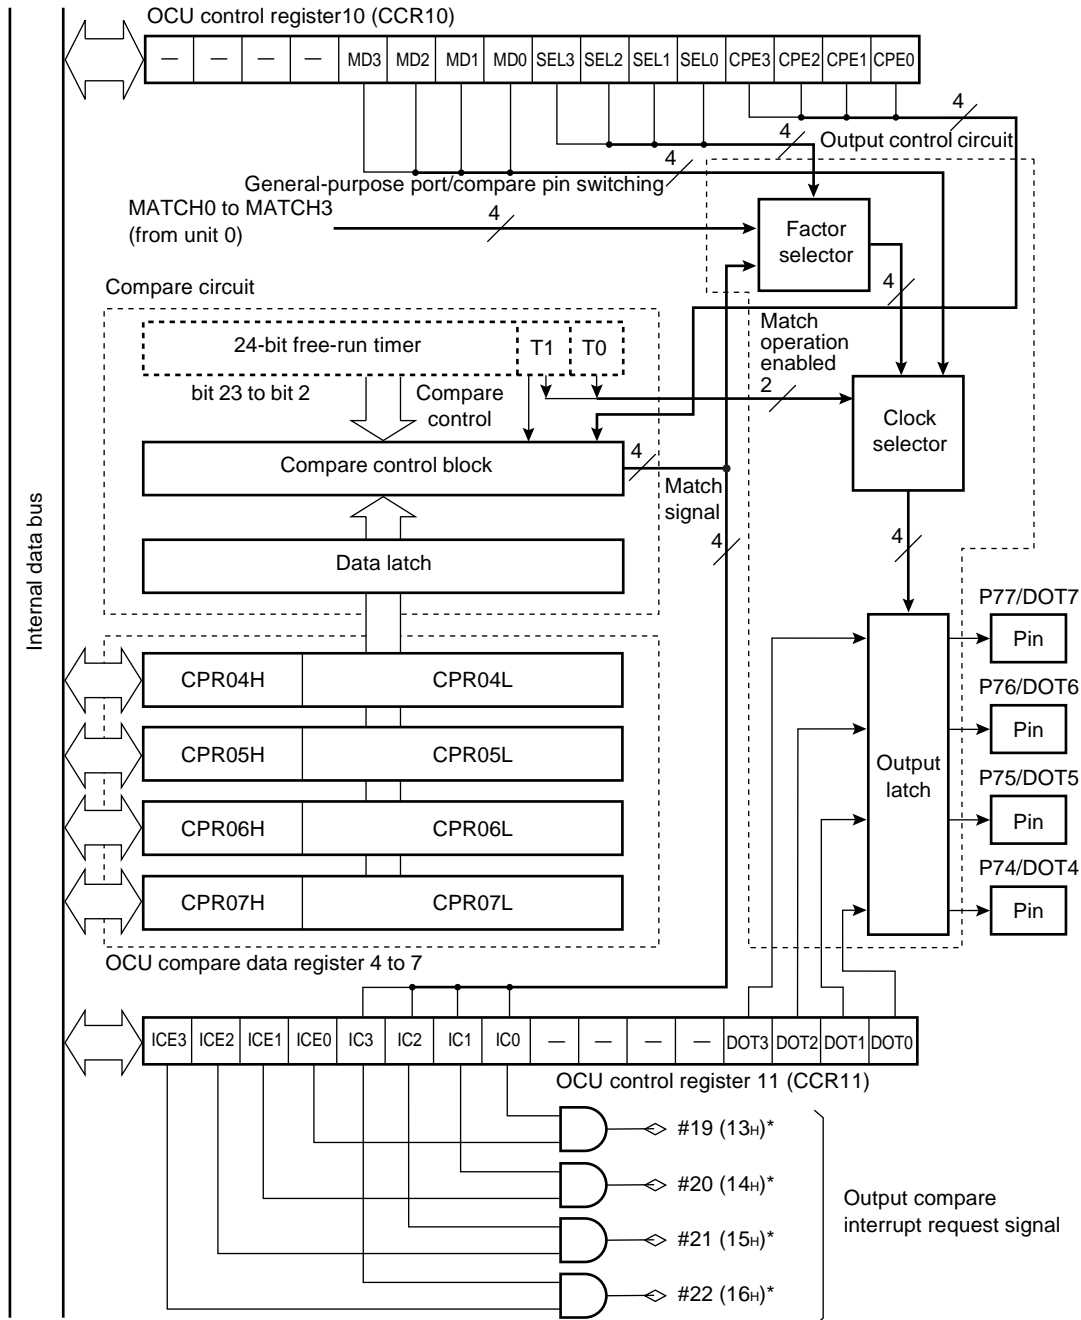 OCU control register10 (CCR10)
— — — — MD3 MD2 MD1 MD0 SEL3 SEL2 SEL1 SEL0 CPE3 CPE2 CPE1 CPE0
4
4
Output control circuit
4
General-purpose port/compare pin switching
MATCH0 to MATCH3
(from unit 0)
4
Factor
selector
4
Compare circuit
24-bit free-run timer
T1
T0
bit 23 to bit 2
Compare
control
Match
operation
enabled
2
Clock
selector
Compare control block
4
Match
signal
4
4
Data latch
Internal data bus
CPR04H CPR04L
CPR05H CPR05L
CPR06H CPR06L
CPR07H CPR07L
OCU compare data register 4 to 7
Output
latch
P77/DOT7
Pin
P76/DOT6
Pin
P75/DOT5
Pin
P74/DOT4
Pin
ICE3 ICE2 ICE1 ICE0 IC3 IC2 IC1 IC0 — — — — DOT3 DOT2 DOT1 DOT0
OCU control register 11 (CCR11)
#19 (13H)*
#20 (14H)*
#21 (15H)*
#22 (16H)*
Output compare
interrupt request signal